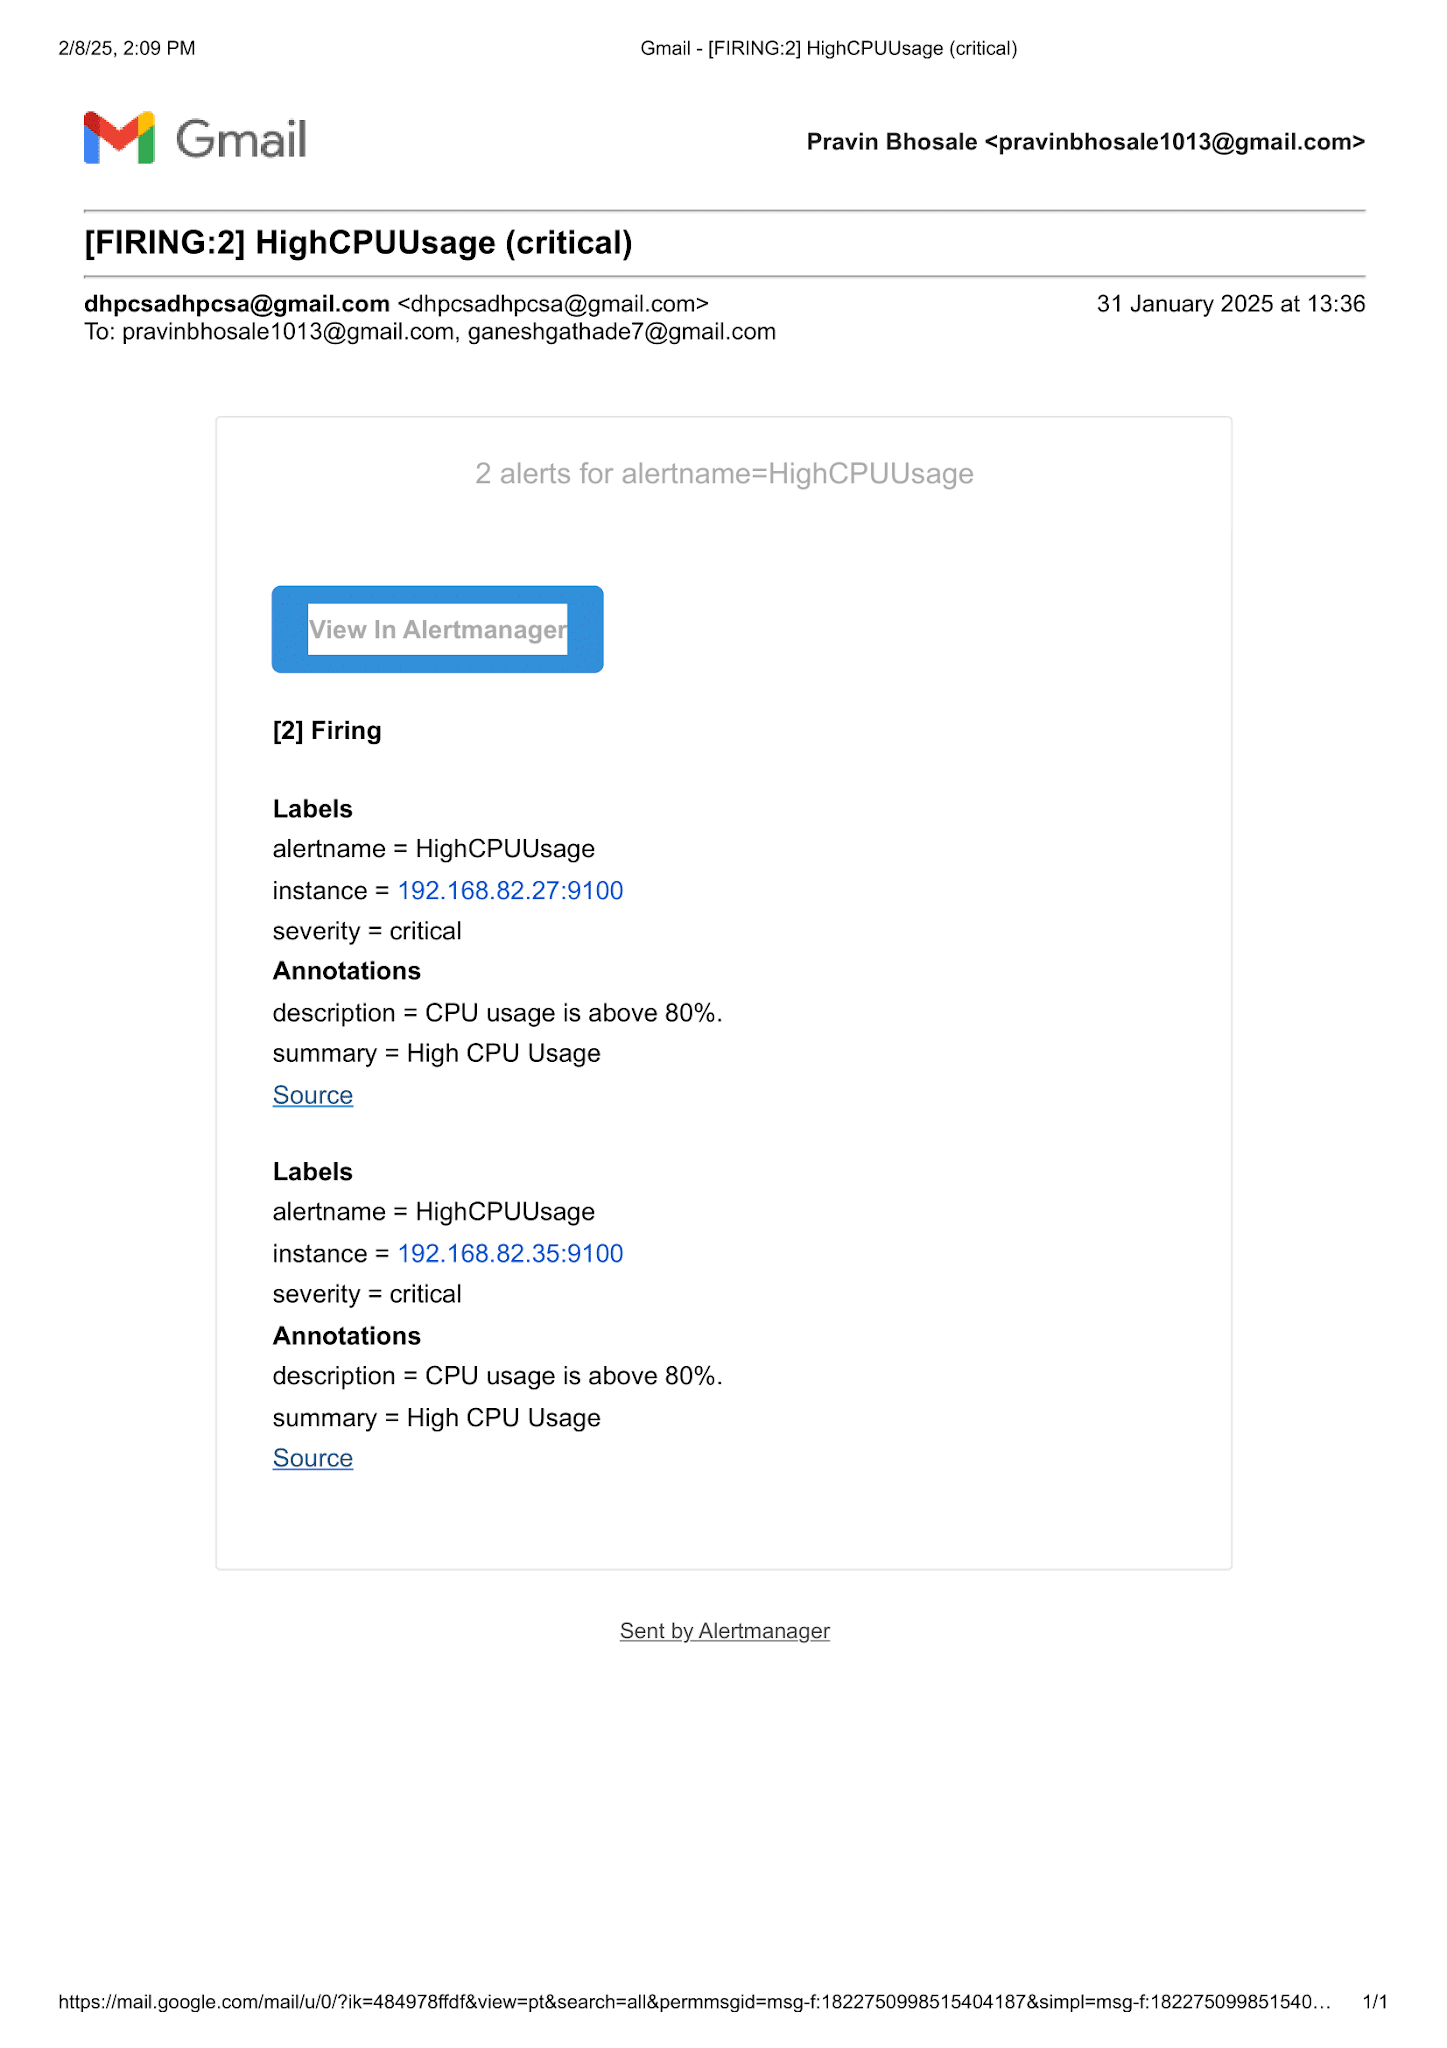 2/8/25, 2:09 PM
Gmail - [FIRING:2] HighCPUUsage (critical)
Gmail
Pravin Bhosale <pravinbhosale1013@gmail.com>
[FIRING:2] HighCPUUsage (critical)
dhpcsadhpcsa@gmail.com <dhpcsadhpcsa@gmail.com>
31 January 2025 at 13:36
To: pravinbhosale1013@gmail.com, ganeshgathade7@gmail.com
2 alerts for alertname=HighCPUUsage
View In Alertmanager
[2] Firing
Labels
alertname = HighCPUUsage
instance = 192.168.82.27:9100
severity = critical
Annotations
description = CPU usage is above 80%.
summary = High CPU Usage
Source
Labels
alertname = HighCPUUsage
instance = 192.168.82.35:9100
severity = critical
Annotations
description = CPU usage is above 80%.
summary = High CPU Usage
Source
Sent by Alertmanager
https://mail.google.com/mail/u/0/?ik=484978ffdf&view=pt&search=all&permmsgid=msg-f:1822750998515404187&simpl=msg-f:182275099851540…
1/1